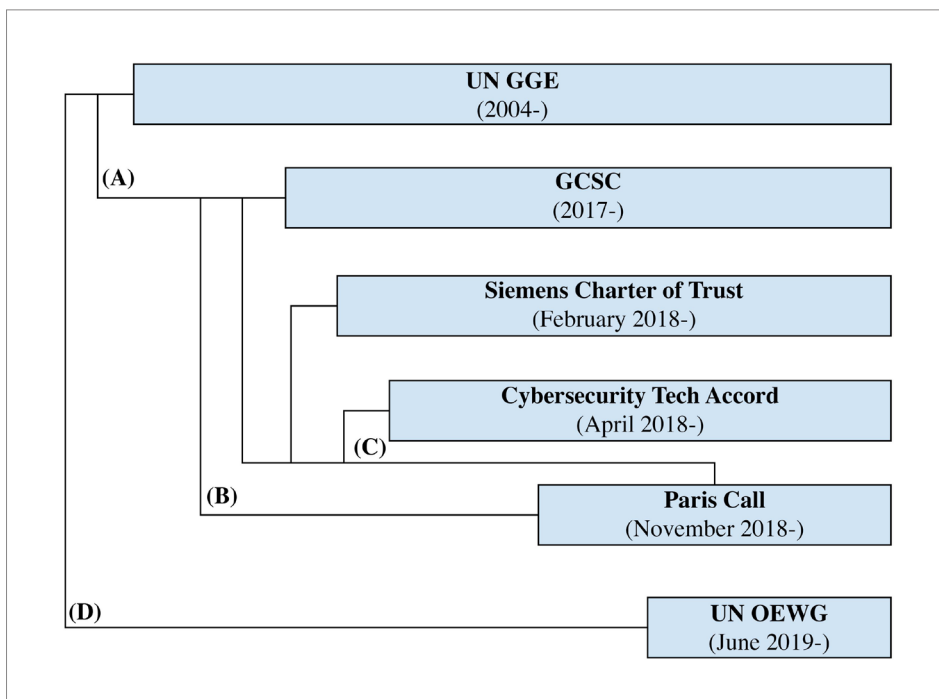 UN GGE
(2004-)
(A)
GCSC
(2017-)
Siemens Charter of Trust
(February 2018-)
Cybersecurity Tech Accord
(April 2018-)
(C)
(B)
Paris Call
(November 2018-)
(D)
UN OEWG
(June 2019-)